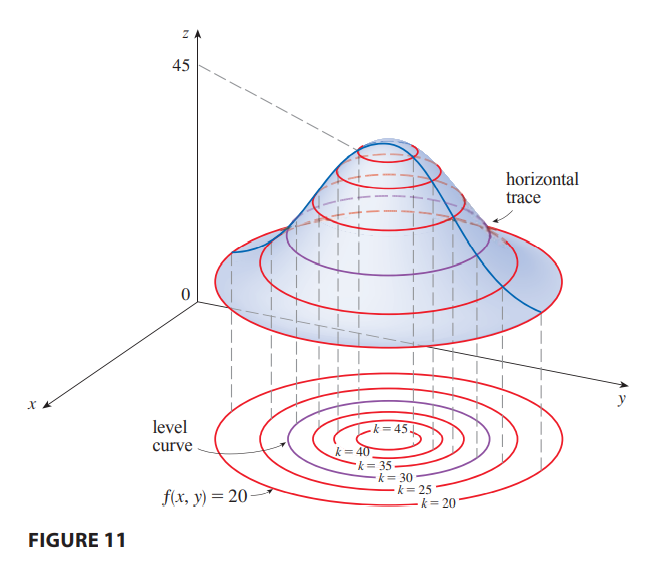 z
45
horizontal
trace
0
x
y
level
curve
k = 45
k = 40
k = 35
k = 30
k = 25
k = 20
f(x, y) = 20
FIGURE 11